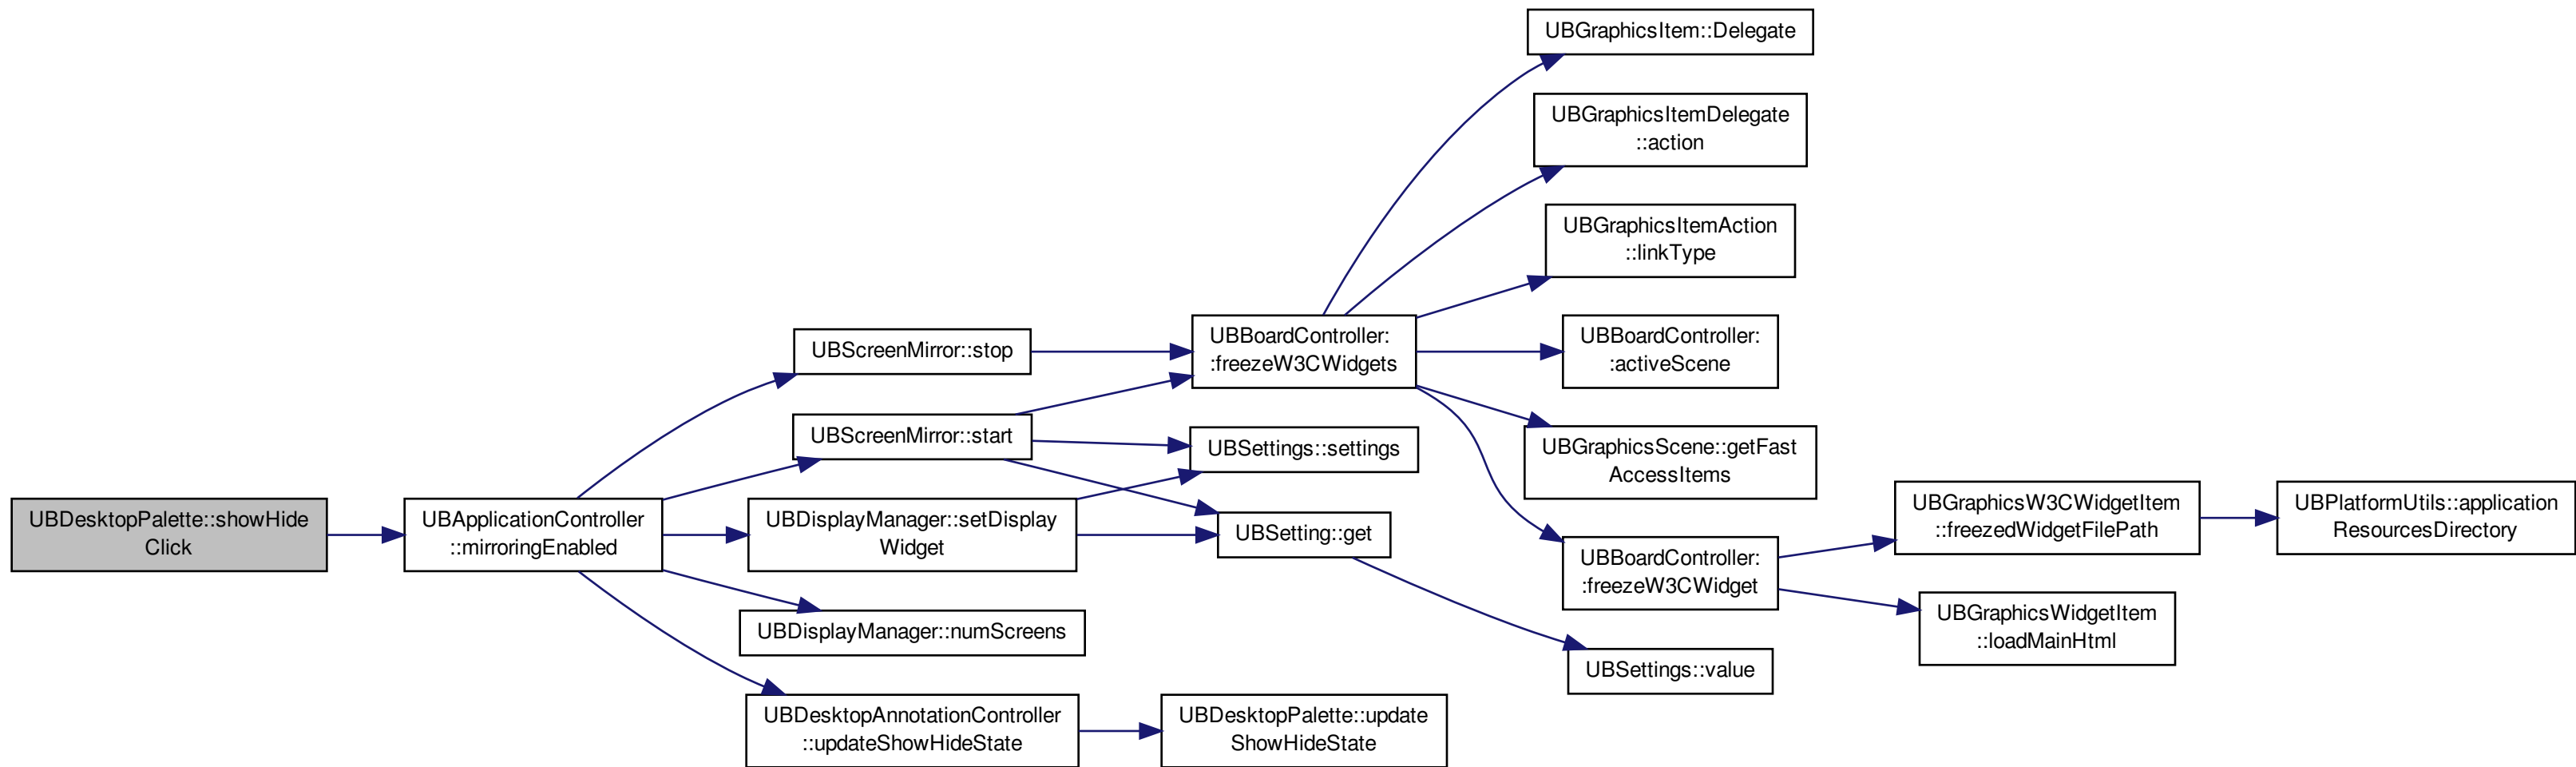 UBDesktopPalette::showHide
Click
UBApplicationController
::mirroringEnabled
UBScreenMirror::stop
UBScreenMirror::start
UBDisplayManager::setDisplay
Widget
UBDisplayManager::numScreens
UBDesktopAnnotationController
::updateShowHideState
UBBoardController:
:freezeW3CWidgets
UBSettings::settings
UBSetting::get
UBDesktopPalette::update
ShowHideState
UBGraphicsItem::Delegate
UBGraphicsItemDelegate
::action
UBGraphicsItemAction
::linkType
UBBoardController:
:activeScene
UBGraphicsScene::getFast
AccessItems
UBBoardController:
:freezeW3CWidget
UBSettings::value
UBGraphicsW3CWidgetItem
::freezedWidgetFilePath
UBGraphicsWidgetItem
::loadMainHtml
UBPlatformUtils::application
ResourcesDirectory